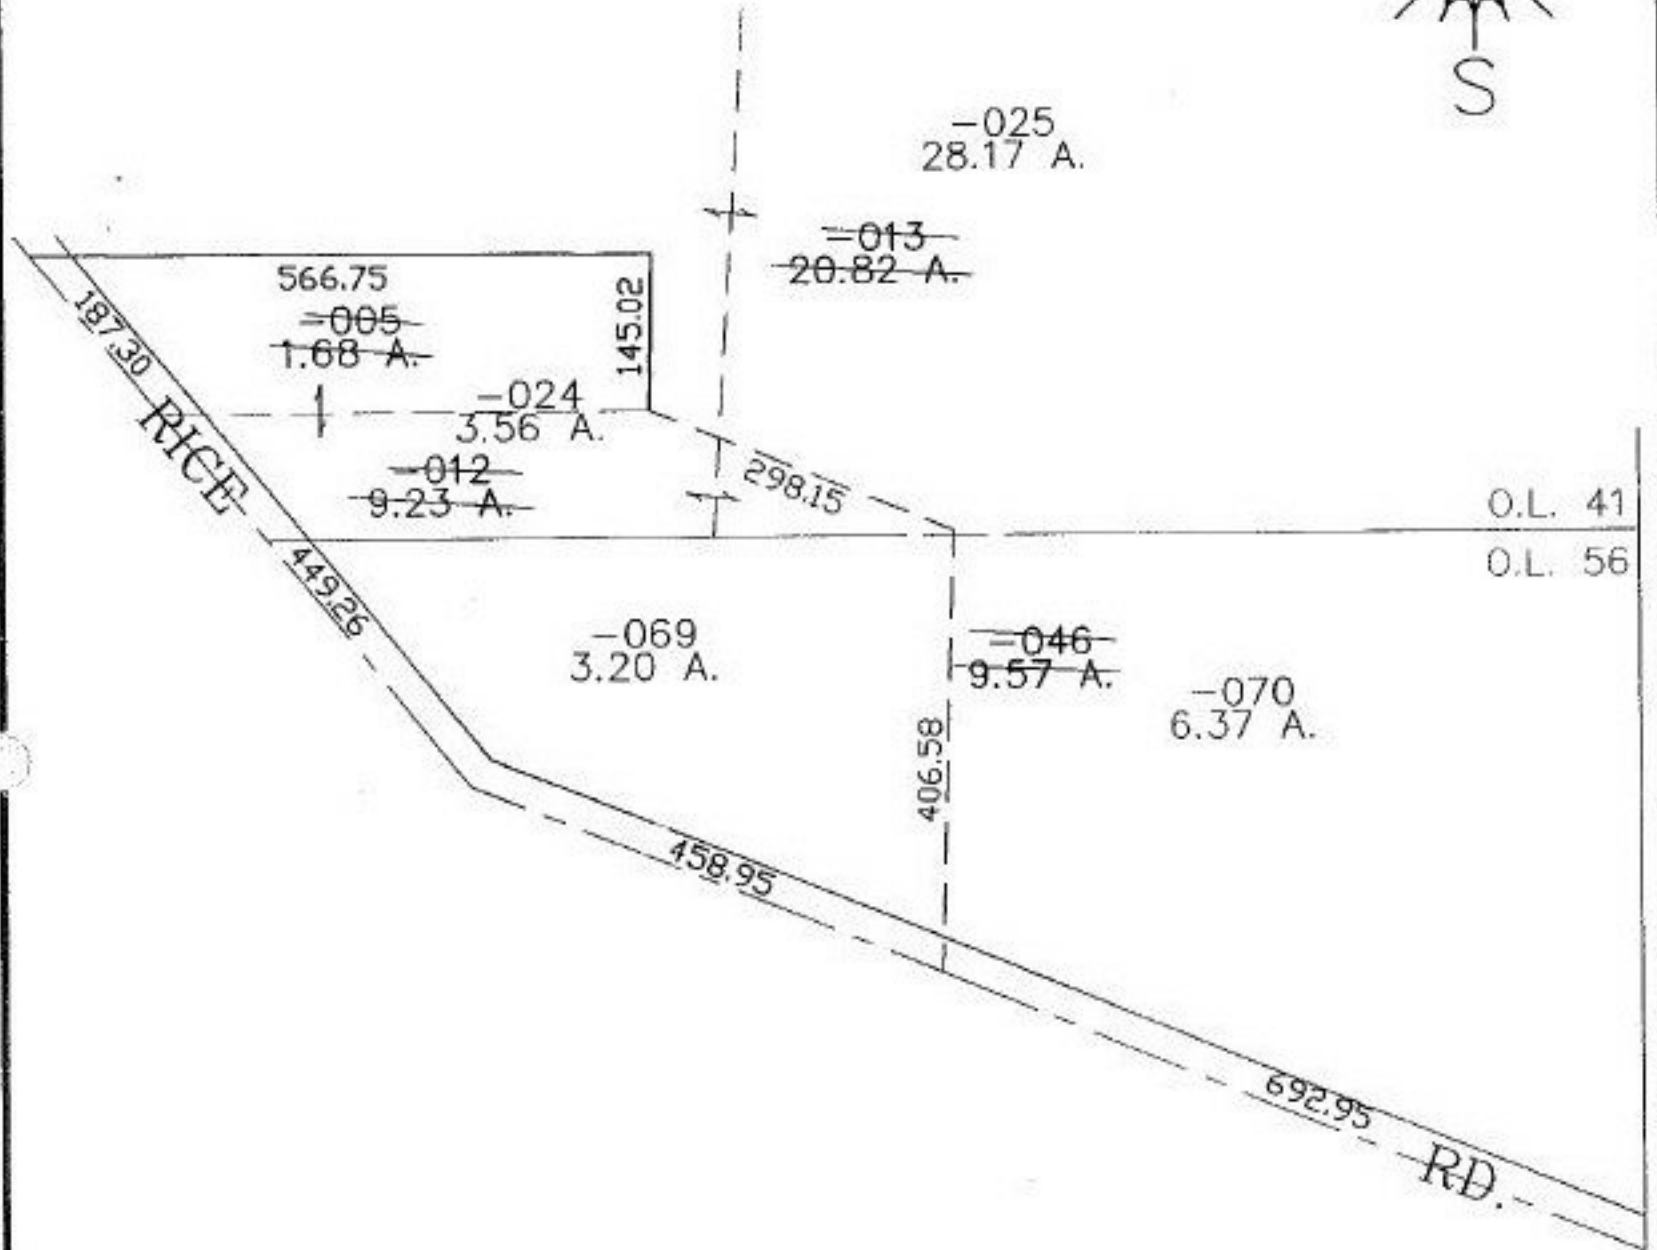 S
-025
28.17 A.
-013
20.82 A.
566.75
-005
1.68 A.
145.02
187.30
-024
3.56 A.
RICE
-012
9.23 A.
298.15
O.L. 41
O.L. 56
449.26
-069
3.20 A.
-046
9.57 A.
-070
6.37 A.
406.58
458.95
692.95
RD.